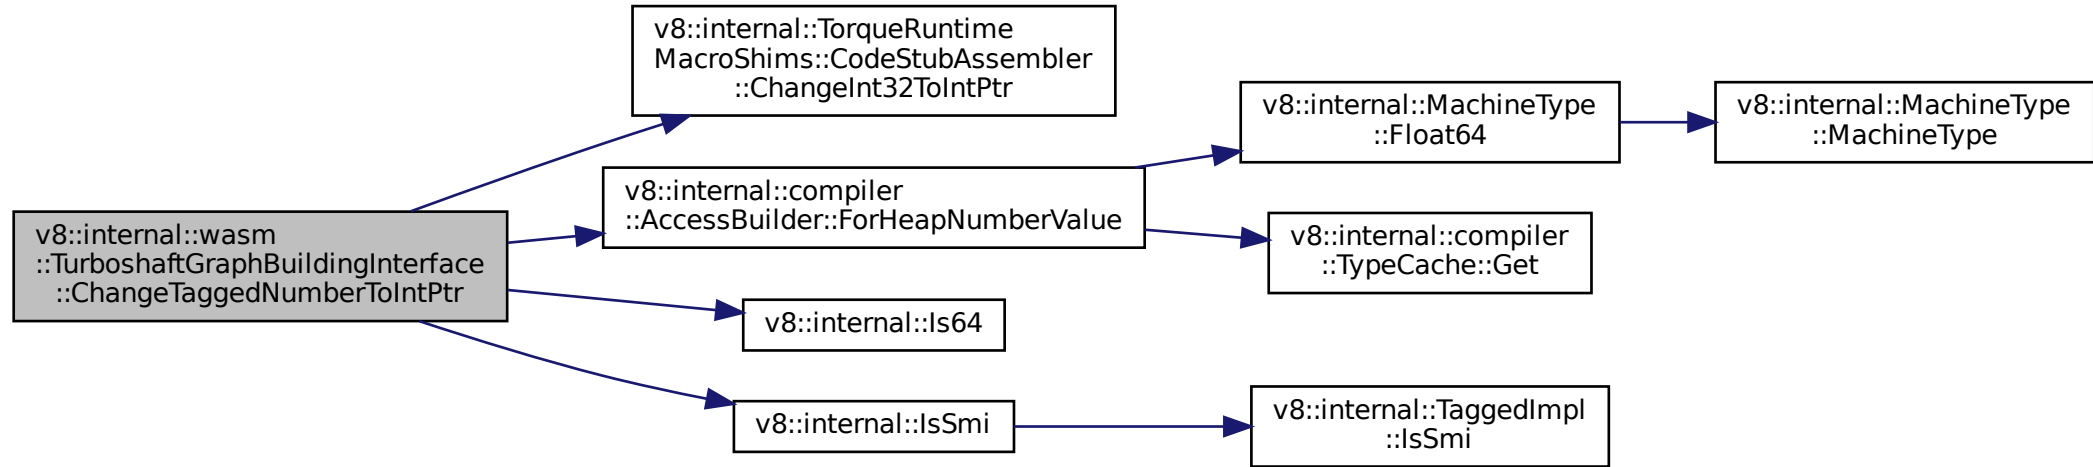 v8::internal::wasm
::TurboshaftGraphBuildingInterface
::ChangeTaggedNumberToIntPtr
v8::internal::TorqueRuntime
MacroShims::CodeStubAssembler
::ChangeInt32ToIntPtr
v8::internal::compiler
::AccessBuilder::ForHeapNumberValue
v8::internal::MachineType
::Float64
v8::internal::MachineType
::MachineType
v8::internal::compiler
::TypeCache::Get
v8::internal::Is64
v8::internal::IsSmi
v8::internal::TaggedImpl
::IsSmi